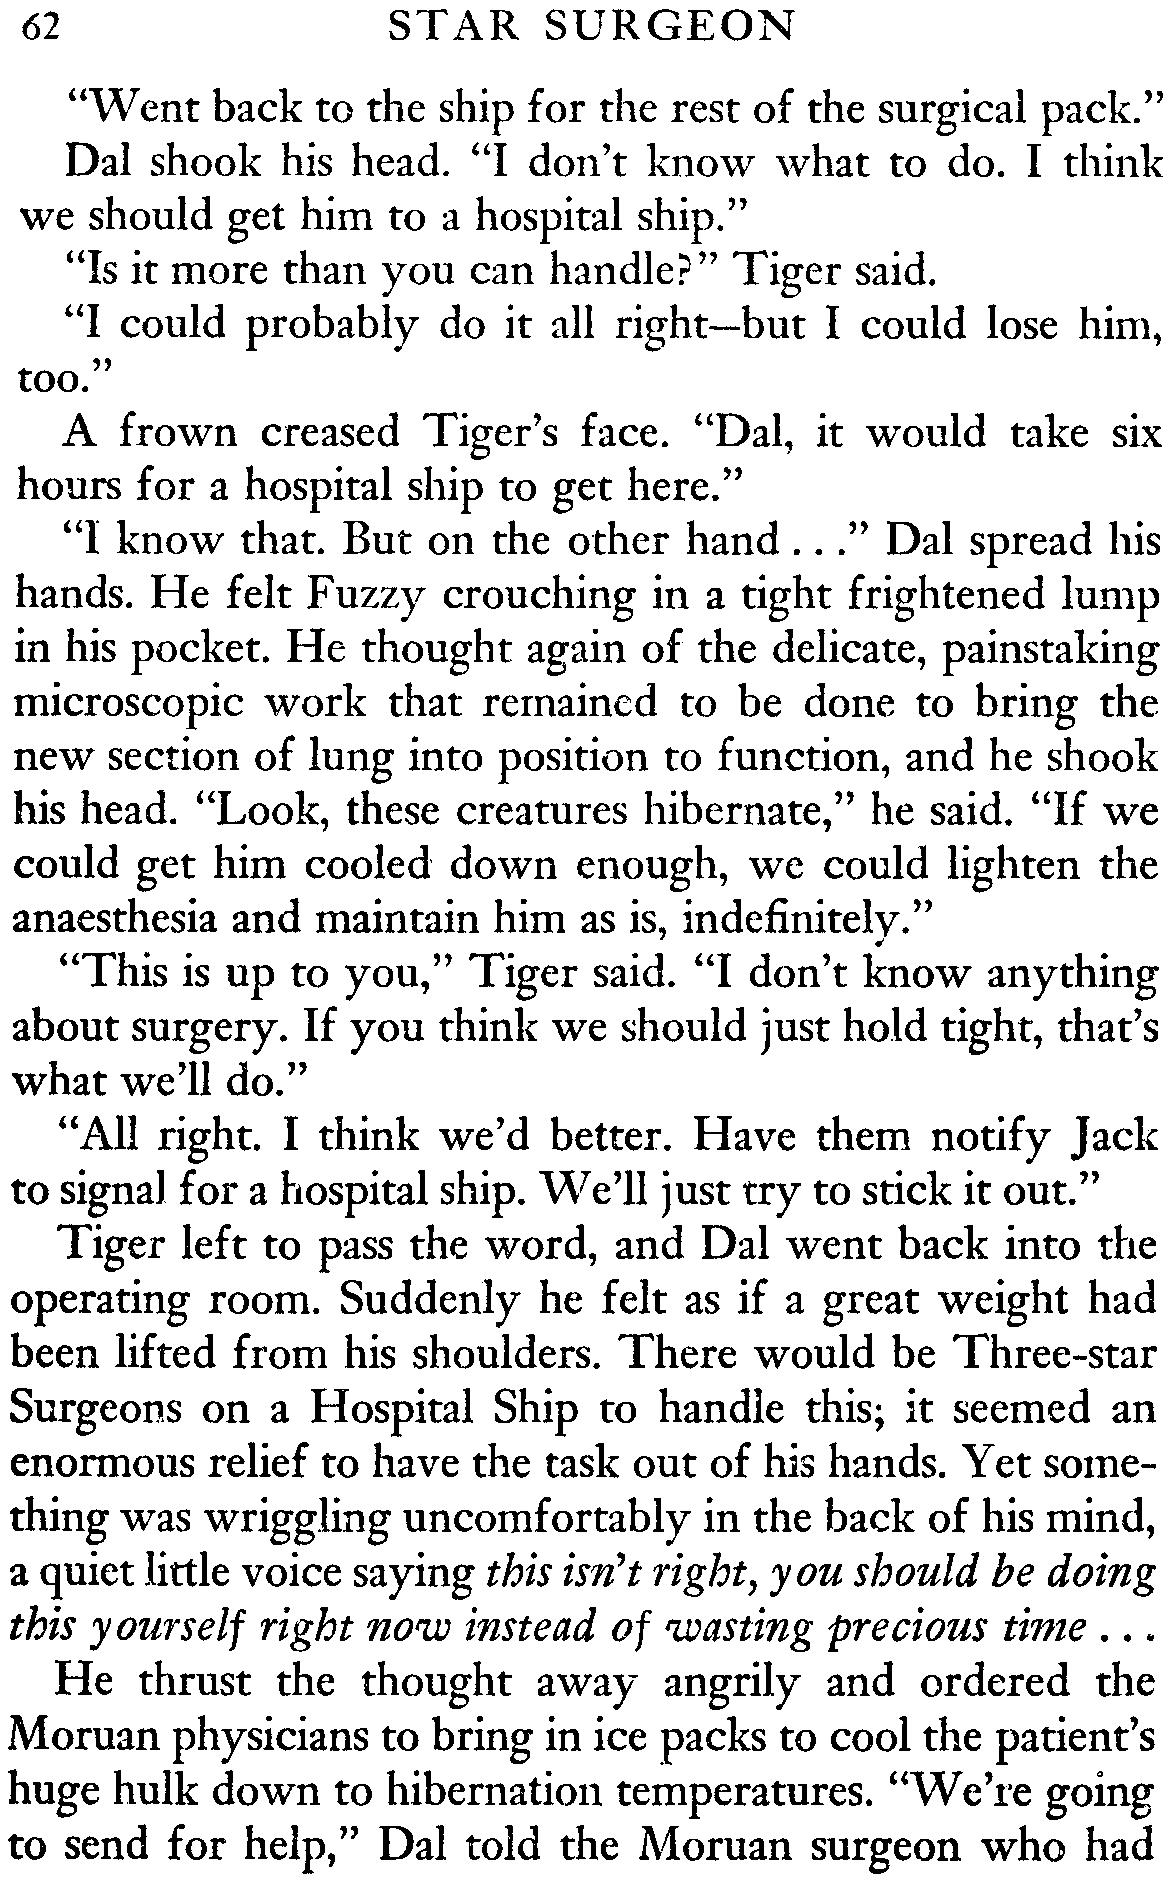 62 STAR SURGEON
“Went back to the ship for the rest of the surgical pack.”
Dal shook his head. “I don’t know what to do. I think
we should get him to a hospital ship.”
“Is it more than you can handle?” Tiger said.
“I could probably do it all right—but I could lose him,
too.”
A frown creased Tiger’s face. “Dal, it would take six
hours for a hospital ship to get here.”
“I know that. But on the other hand . . .” Dal spread his
hands. He felt Fuzzy crouching in a tight frightened lump
in his pocket. He thought again of the delicate, painstaking
microscopic work that remained to be done to bring the
new section of lung into position to function, and he shook
his head. “Look, these creatures hibernate,” he said. “If we
could get him cooled down enough, we could lighten the
anaesthesia and maintain him as is, indefinitely.”
“This is up to you,” Tiger said. “I don’t know anything
about surgery. If you think we should just hold tight, that’s
what we’ll do.”
“All right. I think we’d better. Have them notify Jack
to signal for a hospital ship. We’ll just try to stick it out.”
Tiger left to pass the word, and Dal went back into the
operating room. Suddenly he felt as if a great weight had
been lifted from his shoulders. There would be Three-star
Surgeons on a Hospital Ship to handle this; it seemed an
enormous relief to have the task out of his hands. Yet some-
thing was wriggling uncomfortably in the back of his mind,
a quiet little voice saying this isn’t right, you should be doing
this yourself right now instead of wasting precious time . . .
He thrust the thought away angrily and ordered the
Moruan physicians to bring in ice packs to cool the patient’s
huge hulk down to hibernation temperatures. “We’re going
to send for help,” Dal told the Moruan surgeon who had